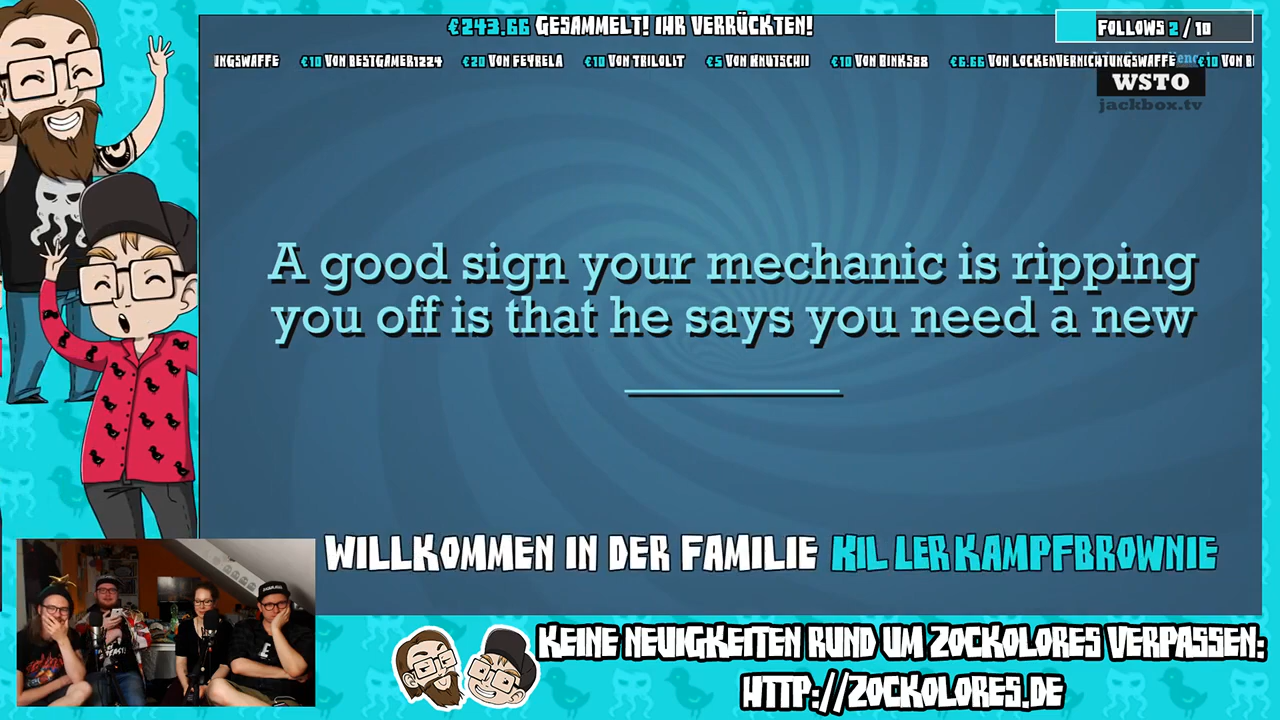 €243.66 GESAMMELT! IHR VERRÜCKTEN!
FOLLOWS 2 / 10
INGSWAFFE €10 VON BESTGAMER1224 €20 VON FEYRELA €10 VON TRILOLIT €5 VON KNUTSCHII €10 VON BINKS88 €6.66 VON LOCKENVERNICHTUNGSWAFFE €10 VON B
WSTO
jackbox.tv
A good sign your mechanic is ripping
you off is that he says you need a new
WILLKOMMEN IN DER FAMILIE KILLERKAMPFBROWNIE
KEINE NEUIGKEITEN RUND UM ZOCKOLORES VERPASSEN:
HTTP://ZOCKOLORES.DE